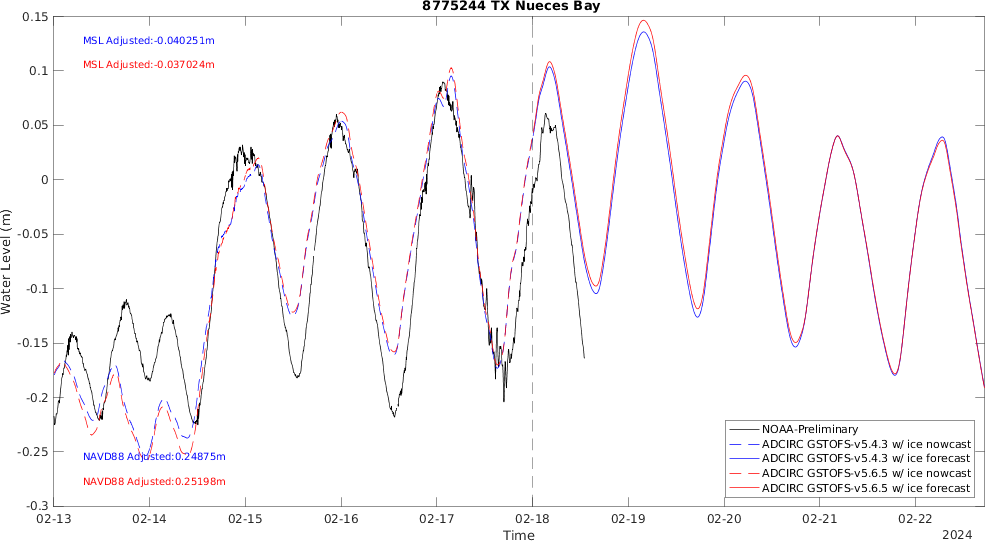 8775244 TX Nueces Bay
0.15
MSL Adjusted:-0.040251m
MSL Adjusted:-0.037024m
0.1
0.05
0
-0.05
-0.1
-0.15
-0.2
-0.25
-0.3
Water Level (m)
NAVD88 Adjusted:0.24875m
NAVD88 Adjusted:0.25198m
NOAA-Preliminary
ADCIRC GSTOFS-v5.4.3 w/ ice nowcast
ADCIRC GSTOFS-v5.4.3 w/ ice forecast
ADCIRC GSTOFS-v5.6.5 w/ ice nowcast
ADCIRC GSTOFS-v5.6.5 w/ ice forecast
02-13 02-14 02-15 02-16 02-17 02-18 02-19 02-20 02-21 02-22
Time
2024